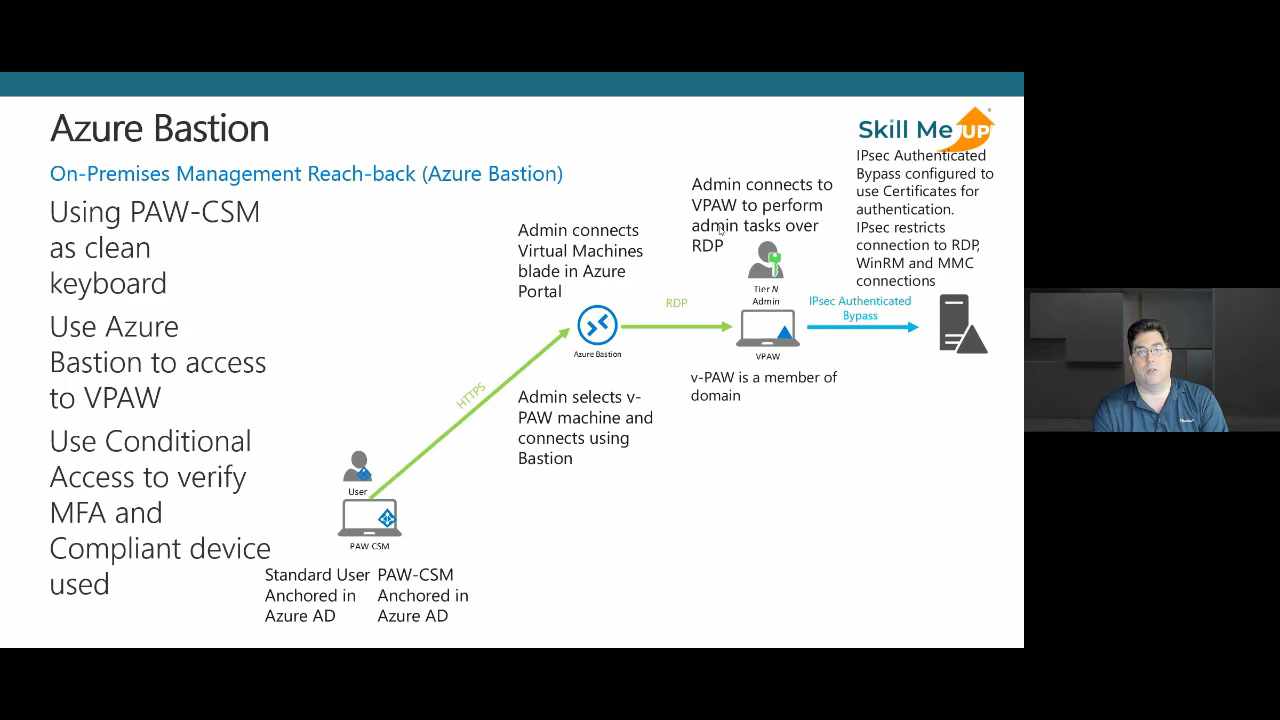 Azure Bastion
Skill Me UP
On-Premises Management Reach-back (Azure Bastion)
Using PAW-CSM
as clean
keyboard
Use Azure
Bastion to access
to VPAW
Use Conditional
Access to verify
MFA and
Compliant device
used
Standard User
Anchored in
Azure AD
PAW-CSM
Anchored in
Azure AD
User
PAW-CSM
HTTPS
Admin connects
Virtual Machines
blade in Azure
Portal
Azure Bastion
Admin selects v-
PAW machine and
connects using
Bastion
RDP
Admin connects to
VPAW to perform
admin tasks over
RDP
Tier N
Admin
VPAW
v-PAW is a member of
domain
IPsec Authenticated
Bypass
IPsec Authenticated
Bypass configured to
use Certificates for
authentication.
IPsec restricts
connection to RDP,
WinRM and MMC
connections